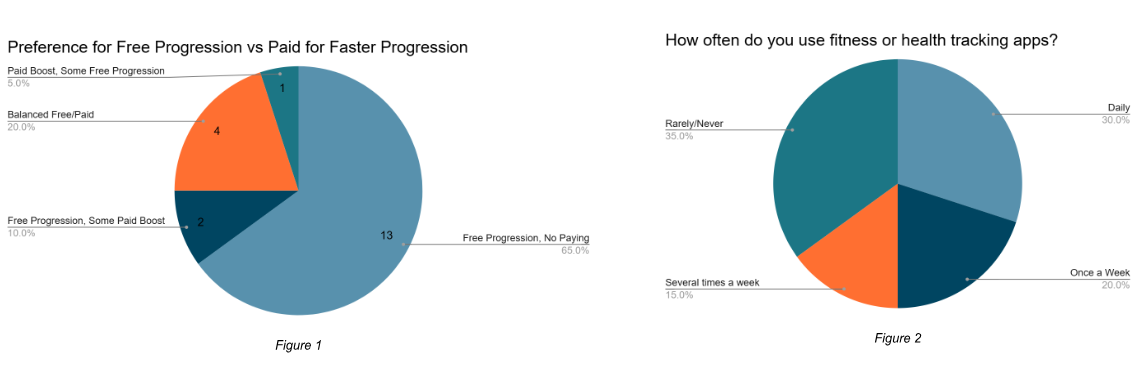 Preference for Free Progression vs Paid for Faster Progression
Paid Boost, Some Free Progression
5.0%
1
Balanced Free/Paid
20.0%
4
Free Progression, Some Paid Boost
10.0%
2
13
Free Progression, No Paying
65.0%
Figure 1
How often do you use fitness or health tracking apps?
Daily
30.0%
Rarely/Never
35.0%
Once a Week
20.0%
Several times a week
15.0%
Figure 2